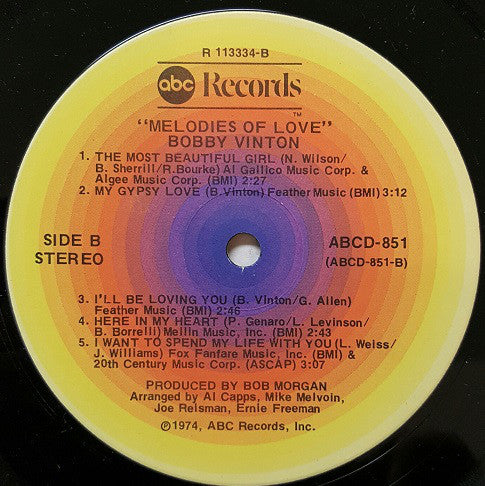 R 113334-B
abc Records
™
"MELODIES OF LOVE"
BOBBY VINTON
1. THE MOST BEAUTIFUL GIRL (N. Wilson/
B. Sherrill/R.Bourke) Al Gallico Music Corp. &
Algee Music Corp. (BMI) 2:27
2. MY GYPSY LOVE (B. Vinton) Feather Music (BMI) 3:12
SIDE B
STEREO
ABCD-851
(ABCD-851-B)
3. I'LL BE LOVING YOU (B. Vinton/G. Allen)
Feather Music (BMI) 2:46
4. HERE IN MY HEART (P. Genaro/L. Levinson/
B. Borrelli) Mellin Music, Inc. (BMI) 2:43
5. I WANT TO SPEND MY LIFE WITH YOU (L. Weiss/
J. Williams) Fox Fanfare Music, Inc. (BMI) &
20th Century Music Corp. (ASCAP) 3:07
PRODUCED BY BOB MORGAN
Arranged by Al Capps, Mike Melvoin,
Joe Reisman, Ernie Freeman
℗1974, ABC Records, Inc.